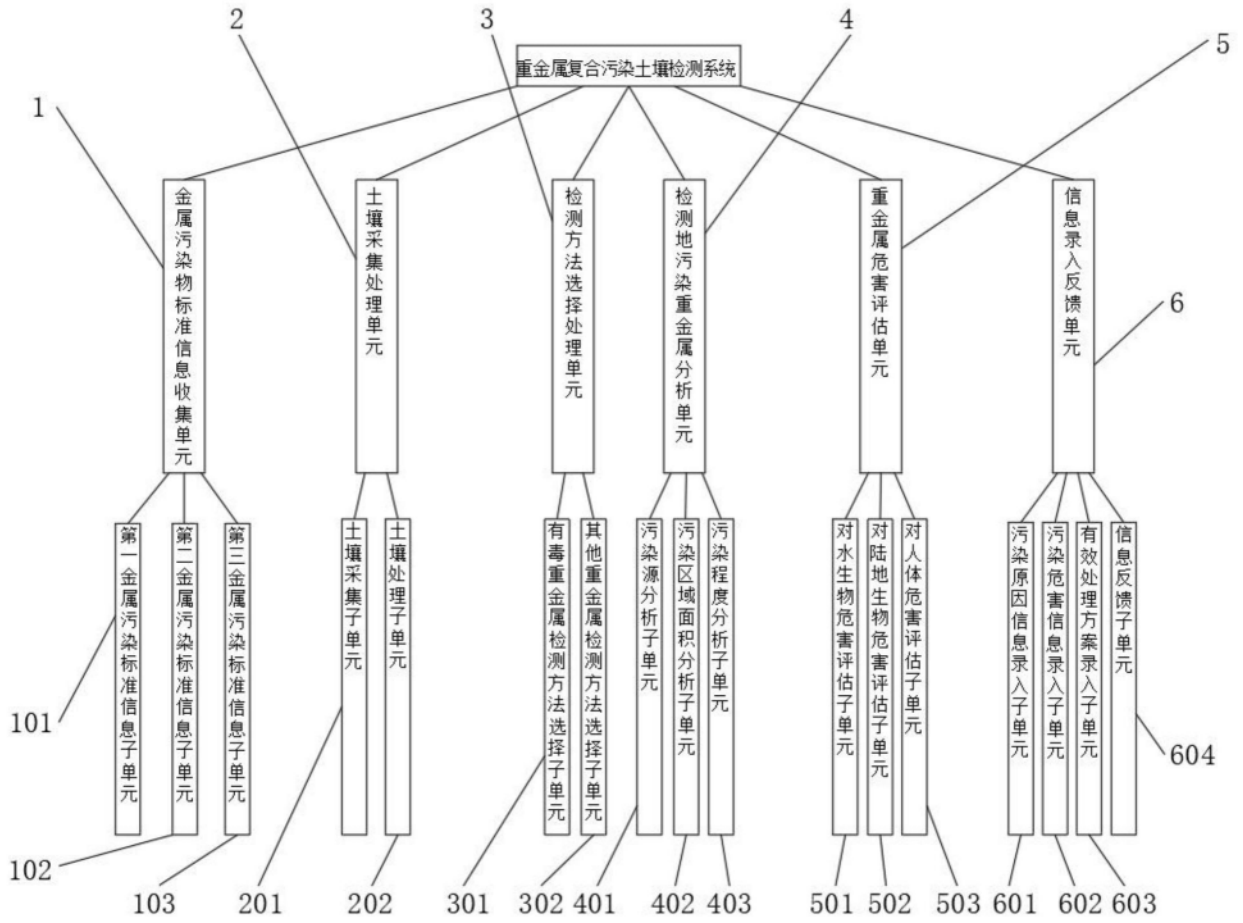 2
3
4
5
重金属复合污染土壤检测系统
1
金属污染物标准信息收集单元
土壤采集处理单元
检测方法选择处理单元
检测地污染重金属分析单元
重金属危害评估单元
信息录入反馈单元
6
第一金属污染标准信息子单元
第二金属污染标准信息子单元
第三金属污染标准信息子单元
土壤采集子单元
土壤处理子单元
有毒重金属检测方法选择子单元
其他重金属检测方法选择子单元
污染源分析子单元
污染区域面积分析子单元
污染程度分析子单元
对水生物危害评估子单元
对陆地生物危害评估子单元
对人体危害评估子单元
污染原因信息录入子单元
污染危害信息录入子单元
有效处理方案录入子单元
信息反馈子单元
101
604
102
103
201
202
301
302
401
402
403
501
502
503
601
602
603